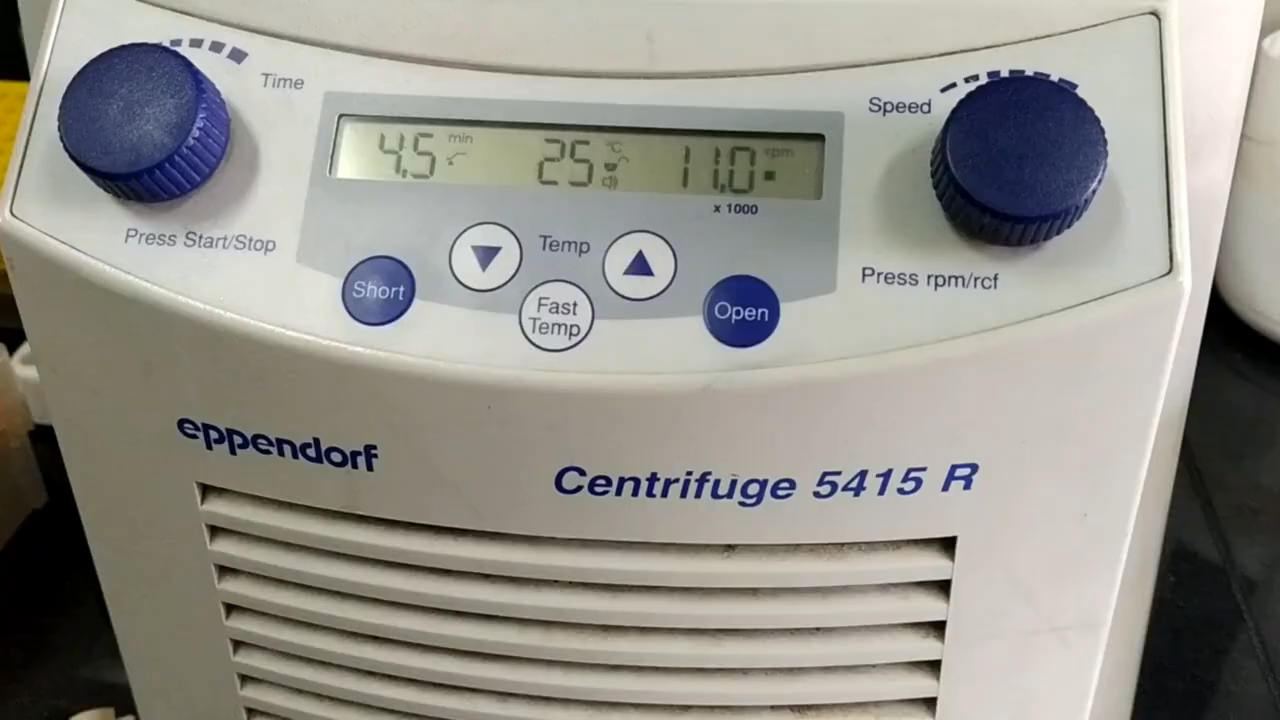 Time
Speed
4.5 min
25 °C
11.0 rpm
x 1000
Press Start/Stop
Temp
Press rpm/rcf
Short
Fast
Temp
Open
eppendorf
Centrifuge 5415 R